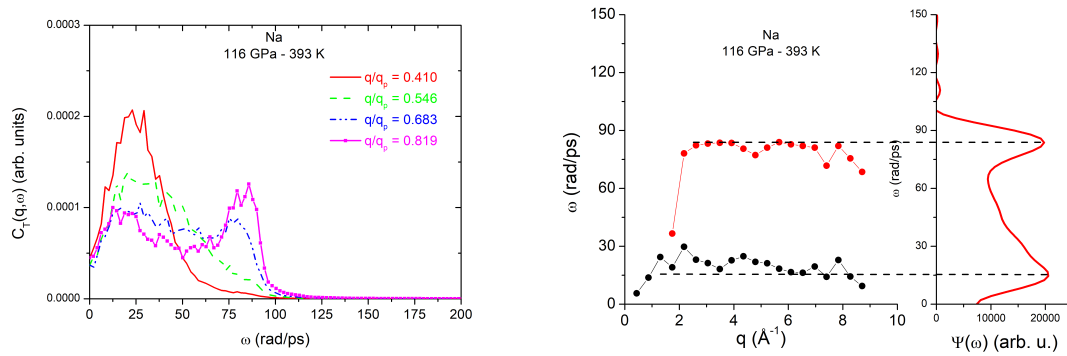 0.0003
0.0002
0.0001
0.0000
C_T(q,ω) (arb. units)
Na
116 GPa - 393 K
q/q_p = 0.410
q/q_p = 0.546
q/q_p = 0.683
q/q_p = 0.819
0 25 50 75 100 125 150 175 200
ω (rad/ps)
150
120
90
60
30
0
ω (rad/ps)
Na
116 GPa - 393 K
0 2 4 6 8 10
q (Å⁻¹)
150
120
90
60
30
0
ω (rad/ps)
10000 20000
Ψ(ω) (arb. u.)